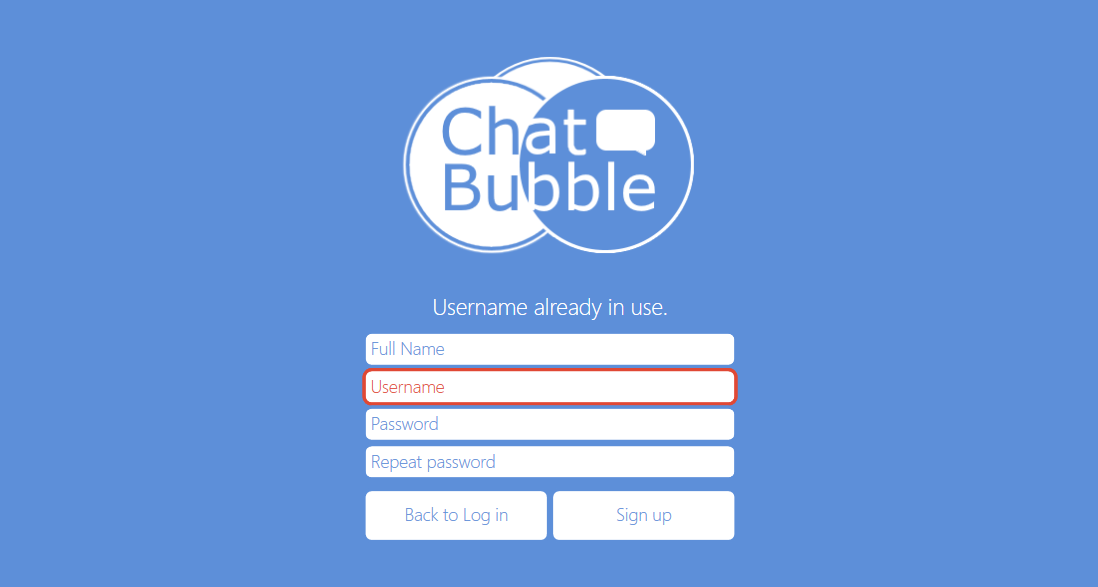 Chat
Bubble
Username already in use.
Full Name
Username
Password
Repeat password
Back to Log in
Sign up